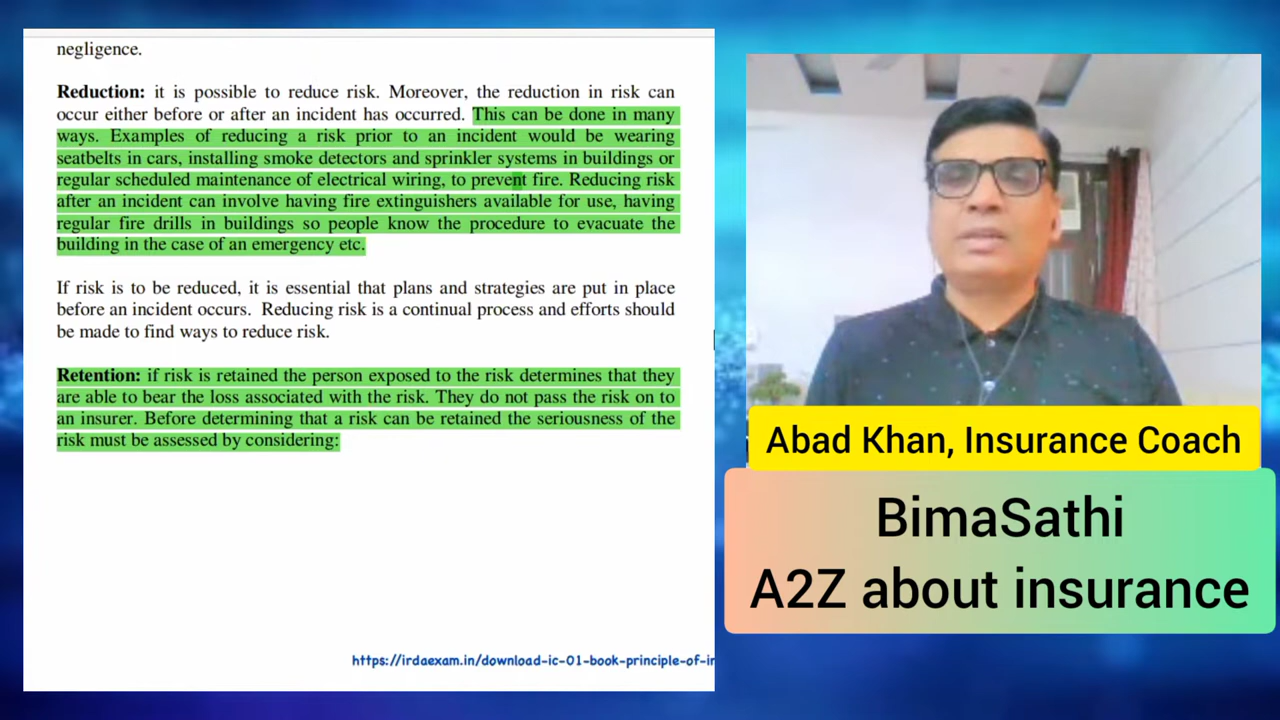 negligence.
Reduction: it is possible to reduce risk. Moreover, the reduction in risk can
occur either before or after an incident has occurred. This can be done in many
ways. Examples of reducing a risk prior to an incident would be wearing
seatbelts in cars, installing smoke detectors and sprinkler systems in buildings or
regular scheduled maintenance of electrical wiring, to prevent fire. Reducing risk
after an incident can involve having fire extinguishers available for use, having
regular fire drills in buildings so people know the procedure to evacuate the
building in the case of an emergency etc.
If risk is to be reduced, it is essential that plans and strategies are put in place
before an incident occurs. Reducing risk is a continual process and efforts should
be made to find ways to reduce risk.
Retention: if risk is retained the person exposed to the risk determines that they
are able to bear the loss associated with the risk. They do not pass the risk on to
an insurer. Before determining that a risk can be retained the seriousness of the
risk must be assessed by considering:
https://irdaexam.in/download-ic-01-book-principle-of-in
Abad Khan, Insurance Coach
BimaSathi
A2Z about insurance